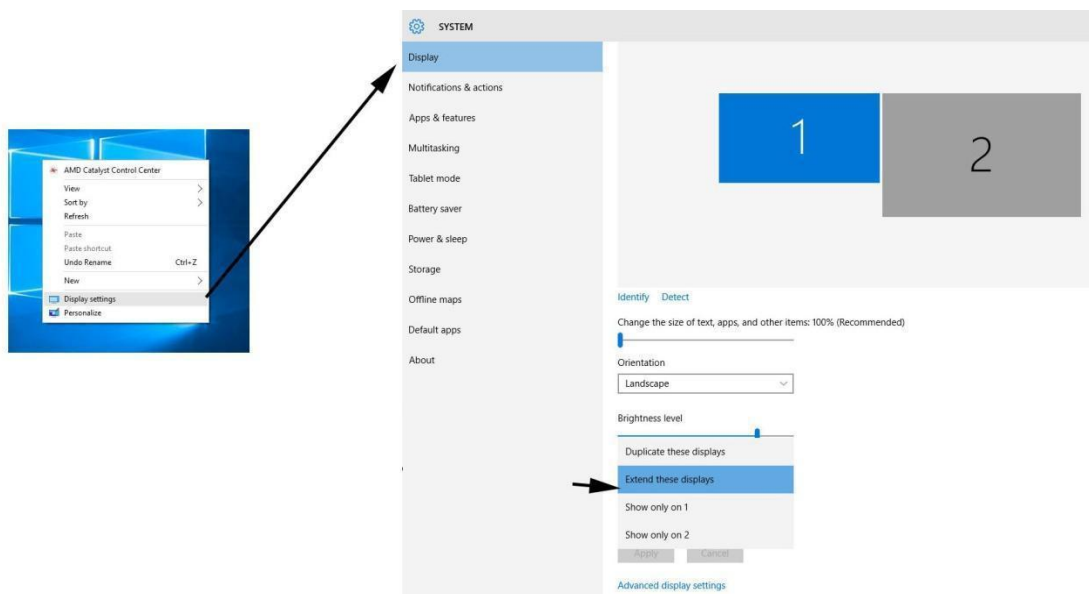 AMD Catalyst Control Center
View
Sort by
Refresh
Paste
Paste shortcut
Undo Rename Ctrl+Z
New
Display settings
Personalize
SYSTEM
Display
Notifications & actions
Apps & features
Multitasking
Tablet mode
Battery saver
Power & sleep
Storage
Offline maps
Default apps
About
1
2
Identify Detect
Change the size of text, apps, and other items: 100% (Recommended)
Orientation
Landscape
Brightness level
Duplicate these displays
Extend these displays
Show only on 1
Show only on 2
Apply Cancel
Advanced display settings